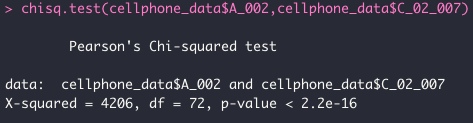 > chisq.test(cellphone_data$A_002,cellphone_data$C_02_007)
Pearson's Chi-squared test
data:  cellphone_data$A_002 and cellphone_data$C_02_007
X-squared = 4206, df = 72, p-value < 2.2e-16